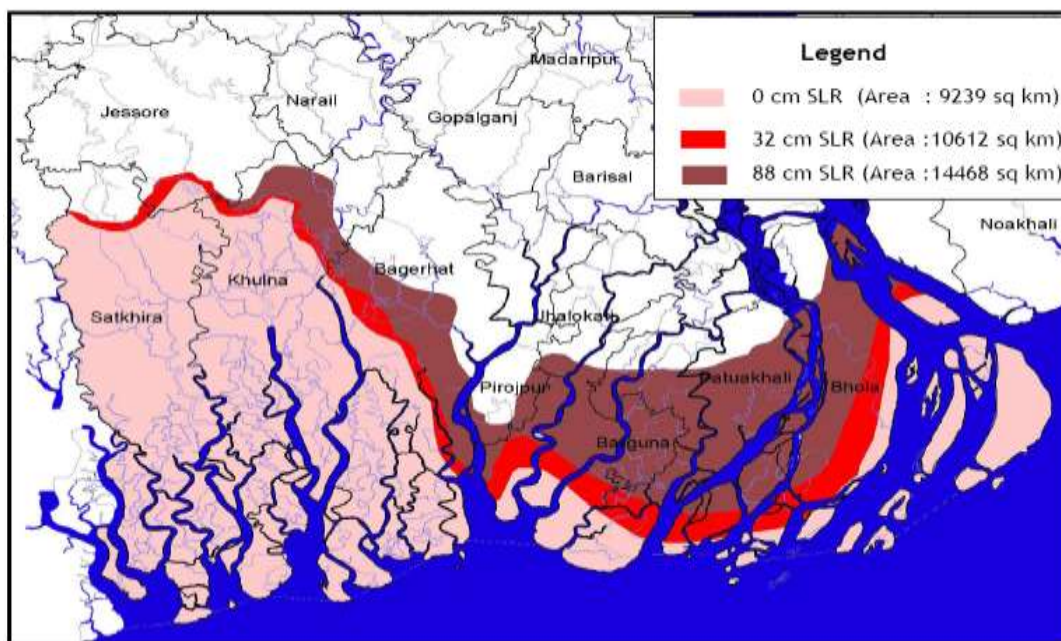 Legend
0 cm SLR (Area : 9239 sq km)
32 cm SLR (Area :10612 sq km)
88 cm SLR (Area :14468 sq km)
Madaripur
Narail
Jessore
Gopalganj
Barisal
Noakhali
Bagerhat
Khulna
Satkhira
Jhalokati
Pirojpur
Patuakhali
Bhola
Barguna